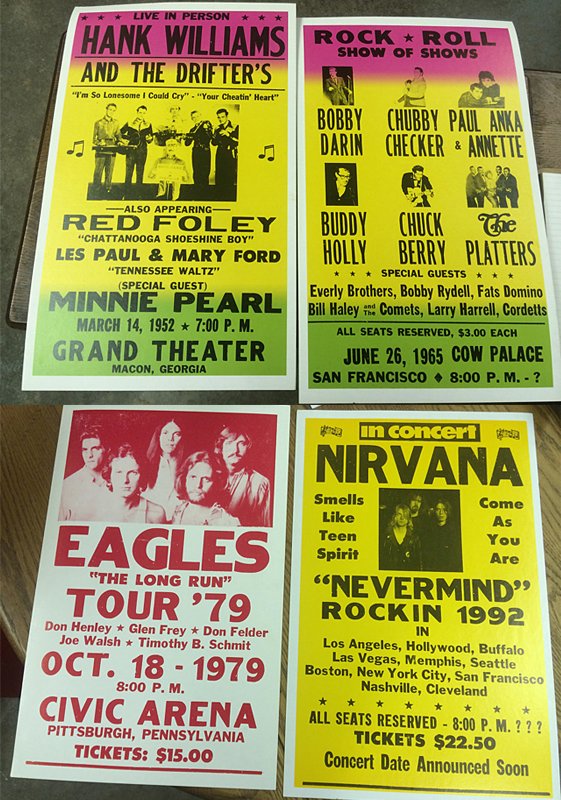 ★ ★ ★ LIVE IN PERSON ★ ★ ★
HANK WILLIAMS
AND THE DRIFTER'S
"I'm So Lonesome I Could Cry" - "Your Cheatin' Heart"
ALSO APPEARING
RED FOLEY
"CHATTANOOGA SHOESHINE BOY"
LES PAUL & MARY FORD
"TENNESSEE WALTZ"
(SPECIAL GUEST)
MINNIE PEARL
MARCH 14, 1952 ★ 7:00 P. M.
GRAND THEATER
MACON, GEORGIA
ROCK ★ ROLL
SHOW OF SHOWS
BOBBY DARIN
CHUBBY CHECKER
PAUL ANKA & ANNETTE
BUDDY HOLLY
CHUCK BERRY
The PLATTERS
★ ★ ★ SPECIAL GUESTS ★ ★ ★
Everly Brothers, Bobby Rydell, Fats Domino
Bill Haley and The Comets, Larry Harrell, Cordetts
ALL SEATS RESERVED, $3.00 EACH
JUNE 26, 1965 COW PALACE
SAN FRANCISCO ♦ 8:00 P. M. - ?
EAGLES
"THE LONG RUN"
TOUR '79
Don Henley ★ Glen Frey ★ Don Felder
Joe Walsh ★ Timothy B. Schmit
OCT. 18 - 1979
8:00 P. M.
CIVIC ARENA
PITTSBURGH, PENNSYLVANIA
TICKETS: $15.00
in concert
NIRVANA
Smells Like Teen Spirit
Come As You Are
"NEVERMIND"
ROCKIN 1992
IN
Los Angeles, Hollywood, Buffalo
Las Vegas, Memphis, Seattle
Boston, New York City, San Francisco
Nashville, Cleveland
★ ★ ★ ★ ★ ★ ★ ★
ALL SEATS RESERVED - 8:00 P. M. ? ? ?
TICKETS $22.50
Concert Date Announced Soon